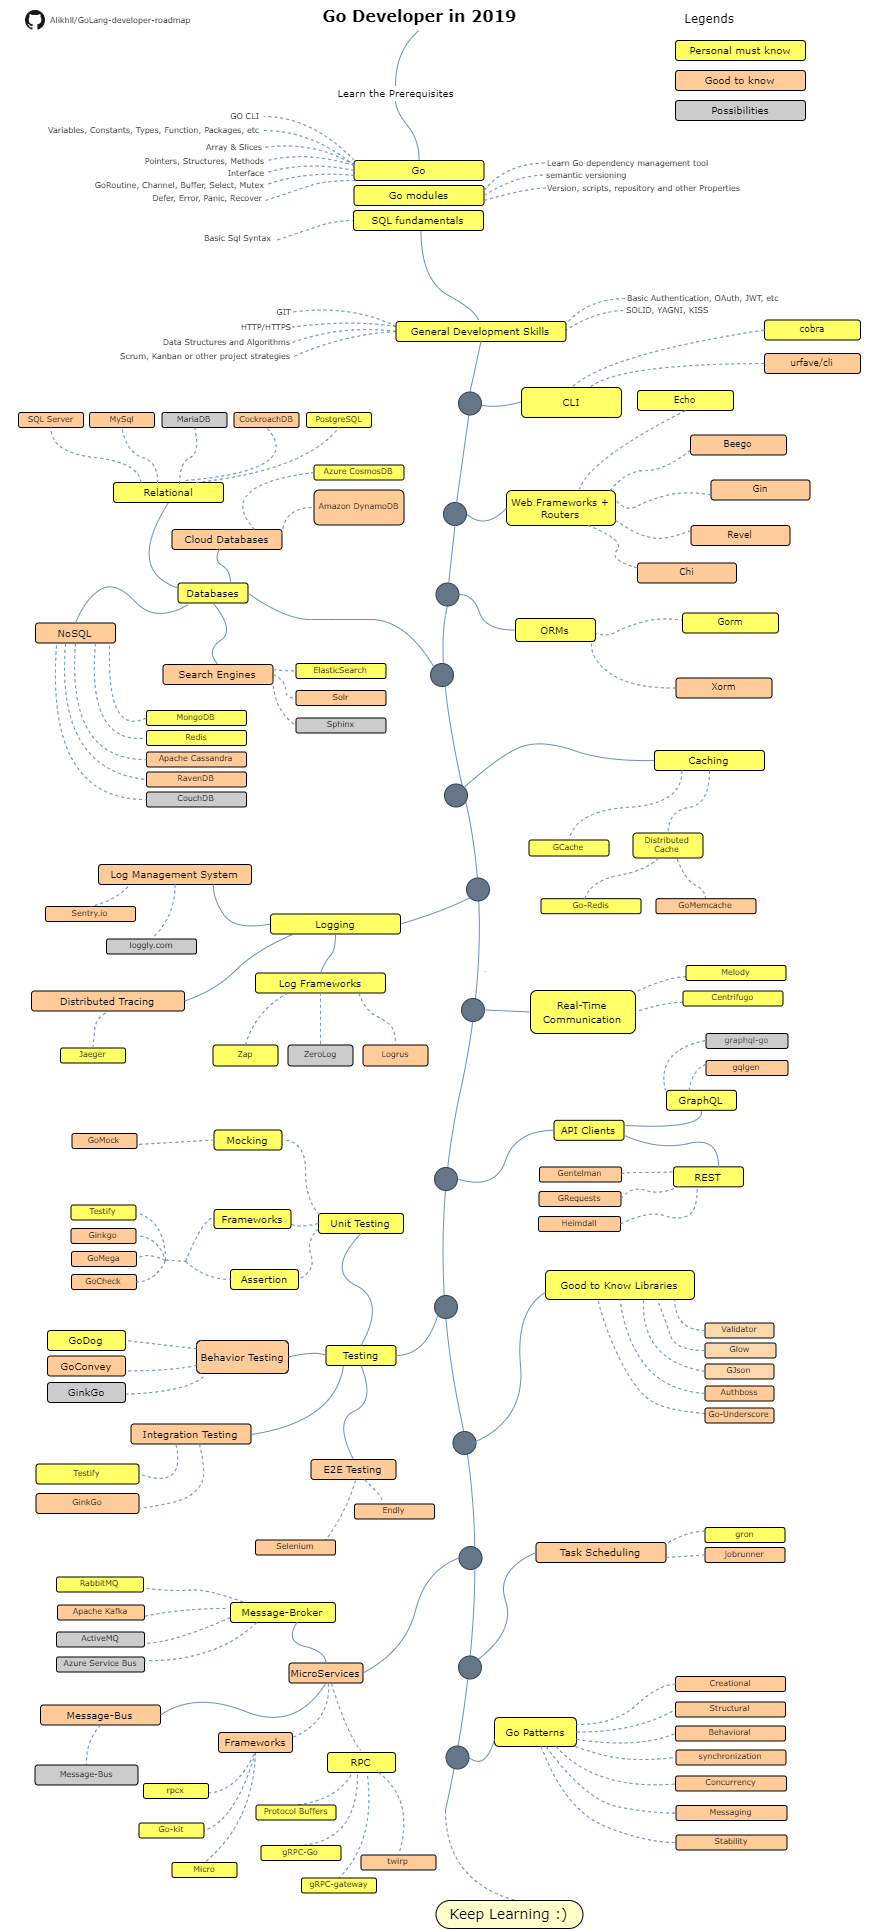 Alikhll/GoLang-developer-roadmap
Go Developer in 2019
Legends
Personal must know
Good to know
Possibilities
Learn the Prerequisites
GO CLI
Variables, Constants, Types, Function, Packages, etc
Array & Slices
Pointers, Structures, Methods
Interface
GoRoutine, Channel, Buffer, Select, Mutex
Defer, Error, Panic, Recover
Go
Go modules
SQL fundamentals
Learn Go dependency management tool
semantic versioning
Version, scripts, repository and other Properties
Basic Sql Syntax
GIT
HTTP/HTTPS
Data Structures and Algorithms
Scrum, Kanban or other project strategies
General Development Skills
Basic Authentication, OAuth, JWT, etc
SOLID, YAGNI, KISS
cobra
urfave/cli
CLI
Echo
Beego
Gin
Revel
Chi
Web Frameworks +
Routers
SQL Server
MySql
MariaDB
CockroachDB
PostgreSQL
Relational
Azure CosmosDB
Amazon DynamoDB
Cloud Databases
Databases
NoSQL
Search Engines
ElasticSearch
Solr
Sphinx
MongoDB
Redis
Apache Cassandra
RavenDB
CouchDB
ORMs
Gorm
Xorm
Caching
GCache
Distributed
Cache
Go-Redis
GoMemcache
Log Management System
Sentry.io
loggly.com
Logging
Distributed Tracing
Log Frameworks
Jaeger
Zap
ZeroLog
Logrus
Real-Time
Communication
Melody
Centrifugo
graphql-go
gqlgen
GraphQL
API Clients
REST
Gentelman
GRequests
Heimdall
GoMock
Mocking
Testify
Ginkgo
GoMega
GoCheck
Frameworks
Unit Testing
Assertion
Good to Know Libraries
Validator
Glow
GJson
Authboss
Go-Underscore
GoDog
GoConvey
GinkGo
Behavior Testing
Testing
Integration Testing
Testify
GinkGo
E2E Testing
Endly
Selenium
Task Scheduling
gron
jobrunner
RabbitMQ
Apache Kafka
ActiveMQ
Azure Service Bus
Message-Broker
MicroServices
Message-Bus
Message-Bus
Frameworks
rpcx
Go-kit
Micro
RPC
Protocol Buffers
gRPC-Go
gRPC-gateway
twirp
Go Patterns
Creational
Structural
Behavioral
synchronization
Concurrency
Messaging
Stability
Keep Learning :)